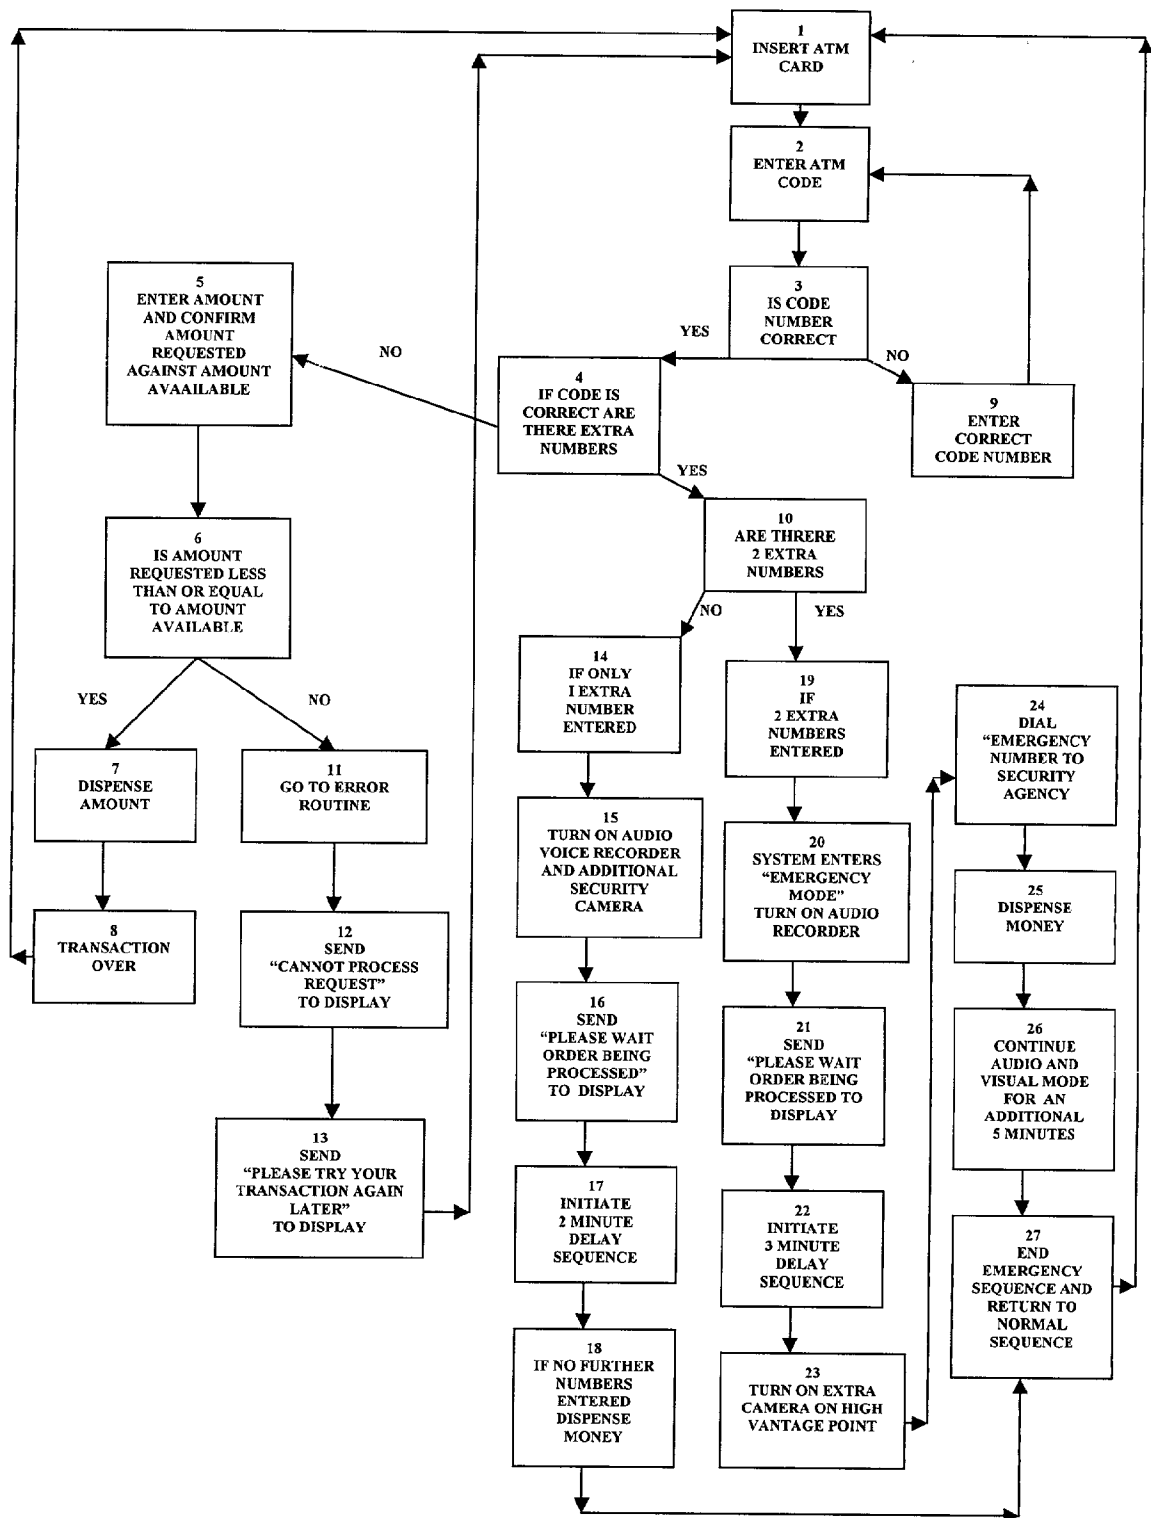 1
INSERT ATM
CARD
2
ENTER ATM
CODE
3
IS CODE
NUMBER
CORRECT
YES
NO
4
IF CODE IS
CORRECT ARE
THERE EXTRA
NUMBERS
NO
YES
5
ENTER AMOUNT
AND CONFIRM
AMOUNT
REQUESTED
AGAINST AMOUNT
AVAAILABLE
6
IS AMOUNT
REQUESTED LESS
THAN OR EQUAL
TO AMOUNT
AVAILABLE
YES
NO
7
DISPENSE
AMOUNT
8
TRANSACTION
OVER
9
ENTER
CORRECT
CODE NUMBER
10
ARE THRERE
2 EXTRA
NUMBERS
NO
YES
11
GO TO ERROR
ROUTINE
12
SEND
“CANNOT PROCESS
REQUEST”
TO DISPLAY
13
SEND
“PLEASE TRY YOUR
TRANSACTION AGAIN
LATER”
TO DISPLAY
14
IF ONLY
1 EXTRA
NUMBER
ENTERED
15
TURN ON AUDIO
VOICE RECORDER
AND ADDITIONAL
SECURITY
CAMERA
16
SEND
“PLEASE WAIT
ORDER BEING
PROCESSED”
TO DISPLAY
17
INITIATE
2 MINUTE
DELAY
SEQUENCE
18
IF NO FURTHER
NUMBERS
ENTERED
DISPENSE
MONEY
19
IF
2 EXTRA
NUMBERS
ENTERED
20
SYSTEM ENTERS
“EMERGENCY
MODE”
TURN ON AUDIO
RECORDER
21
SEND
“PLEASE WAIT
ORDER BEING
PROCESSED TO
DISPLAY
22
INITIATE
3 MINUTE
DELAY
SEQUENCE
23
TURN ON EXTRA
CAMERA ON HIGH
VANTAGE POINT
24
DIAL
“EMERGENCY
NUMBER TO
SECURITY
AGENCY
25
DISPENSE
MONEY
26
CONTINUE
AUDIO AND
VISUAL MODE
FOR AN
ADDITIONAL
5 MINUTES
27
END
EMERGENCY
SEQUENCE AND
RETURN TO
NORMAL
SEQUENCE